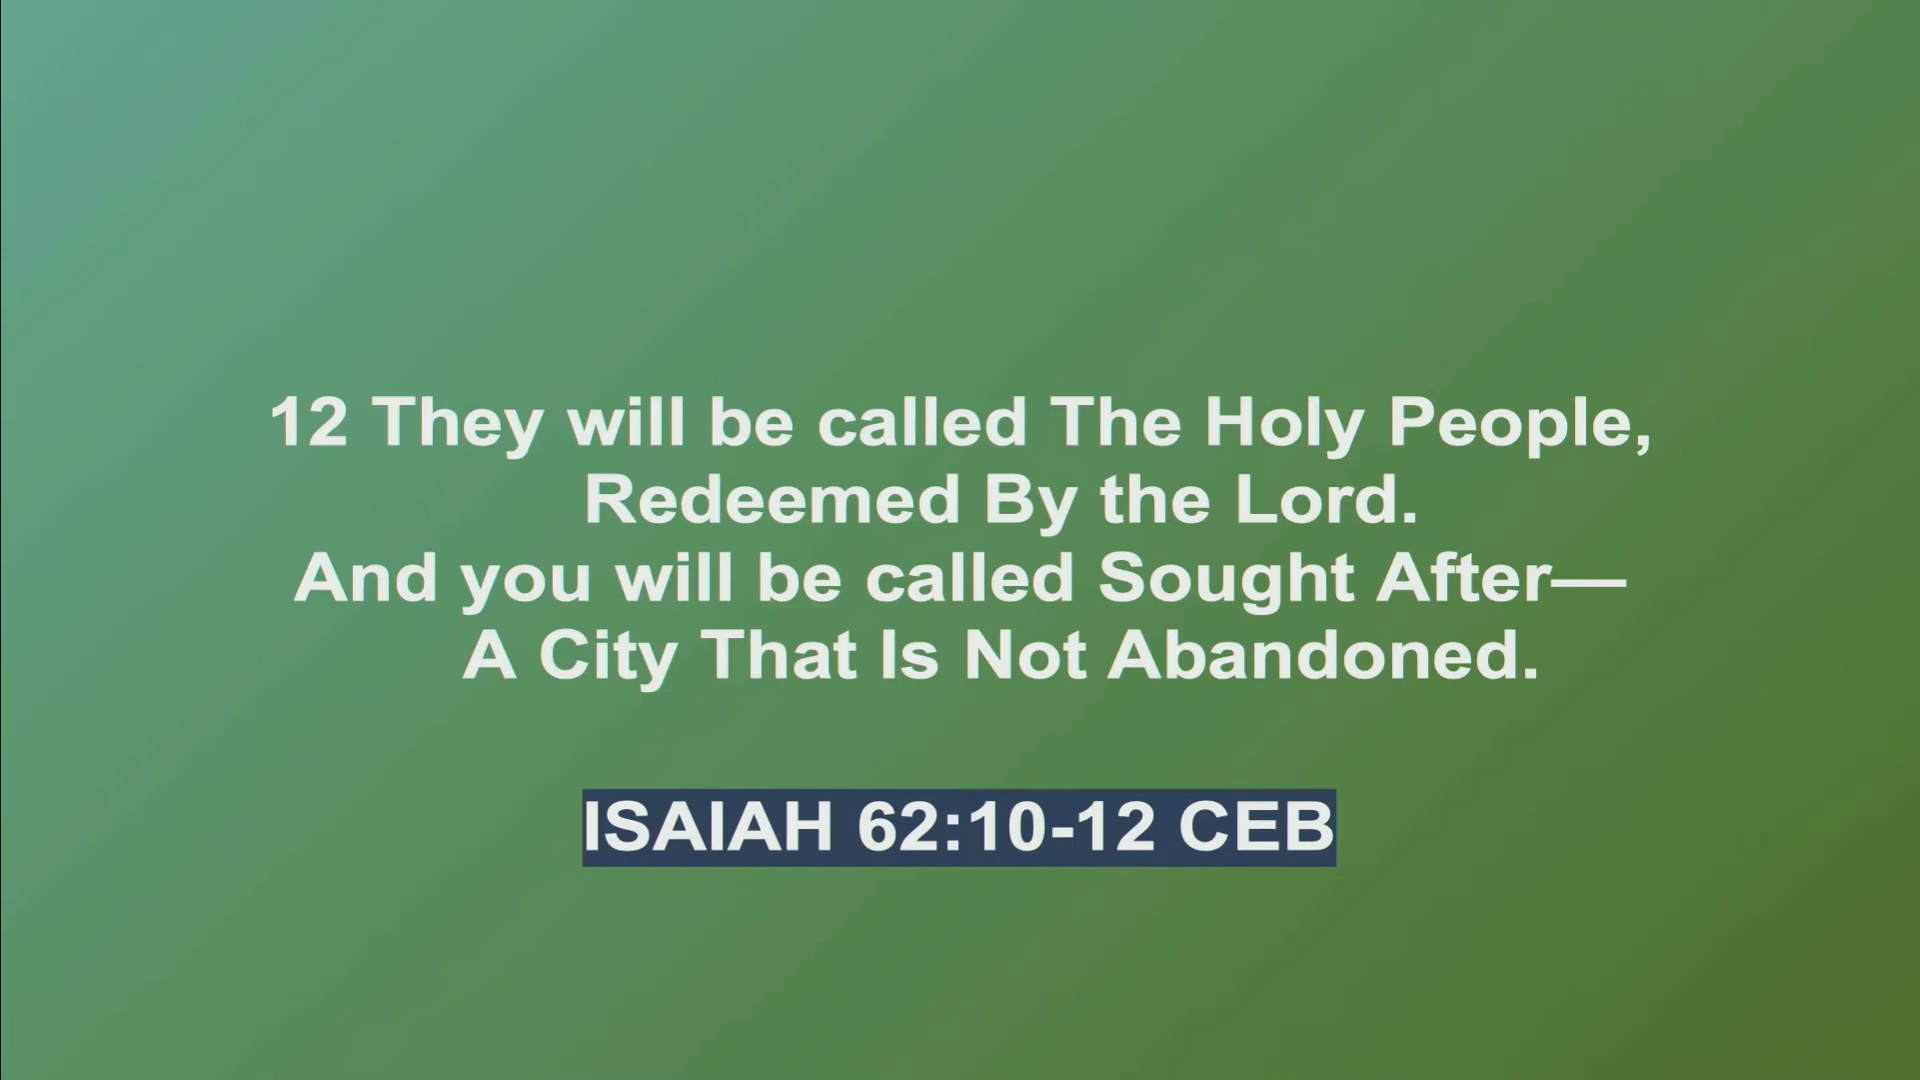 12 They will be called The Holy People,
Redeemed By the Lord.
And you will be called Sought After—
A City That Is Not Abandoned.
ISAIAH 62:10-12 CEB